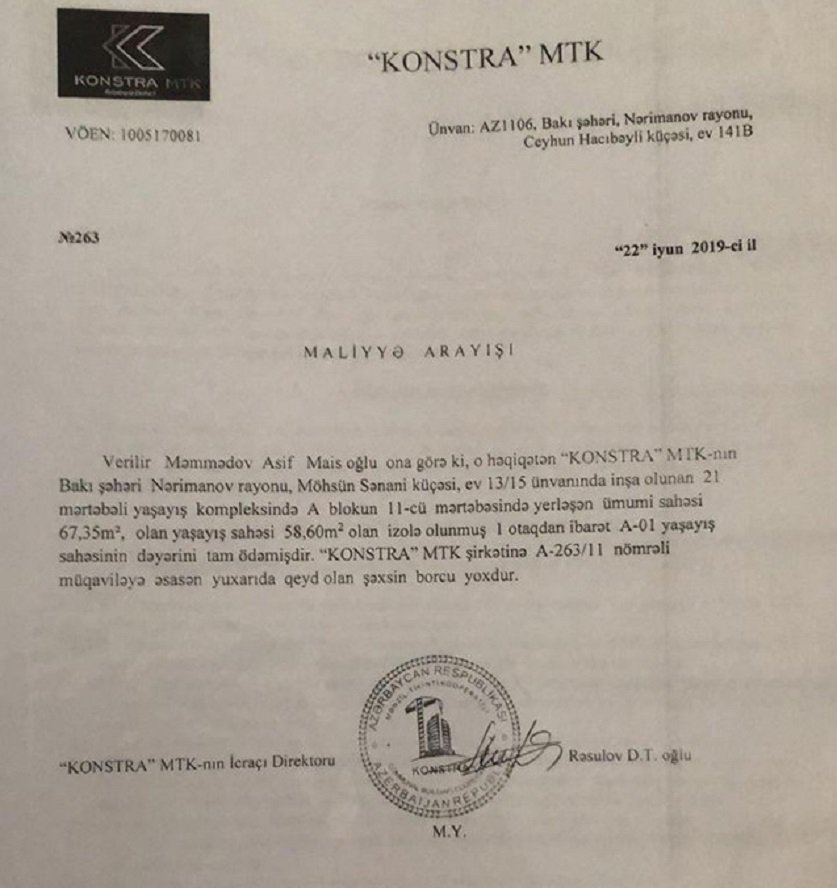 KONSTRA MTK
"KONSTRA" MTK
VÖEN: 1005170081
Ünvan: AZ1106, Bakı şəhəri, Nərimanov rayonu,
Ceyhun Hacıbəyli küçəsi, ev 141B
№263
"22" iyun 2019-ci il
MALİYYƏ ARAYIŞI
Verilir Məmmədov Asif Mais oğlu ona görə ki, o həqiqətən "KONSTRA" MTK-nın
Bakı şəhəri Nərimanov rayonu, Möhsün Sənani küçəsi, ev 13/15 ünvanında inşa olunan 21
mərtəbəli yaşayış kompleksində A blokun 11-cü mərtəbəsində yerləşən ümumi sahəsi
67,35m², olan yaşayış sahəsi 58,60m² olan izolə olunmuş 1 otaqdan ibarət A-01 yaşayış
sahəsinin dəyərini tam ödəmişdir. "KONSTRA" MTK şirkətinə A-263/11 nömrəli
müqaviləyə əsasən yuxarıda qeyd olan şəxsin borcu yoxdur.
AZƏRBAYCAN RESPUBLIKASI
KONSTRA
AZERBAIJAN REPUBL
"KONSTRA" MTK-nın İcraçı Direktoru
Rəsulov D.T. oğlu
M.Y.